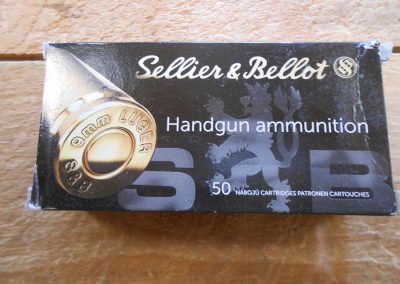 Sellier & Bellot
Handgun ammunition
9mm LUGER
S&B
S B
50 NÁBOJŮ CARTRIDGES PATRONEN CARTOUCHES